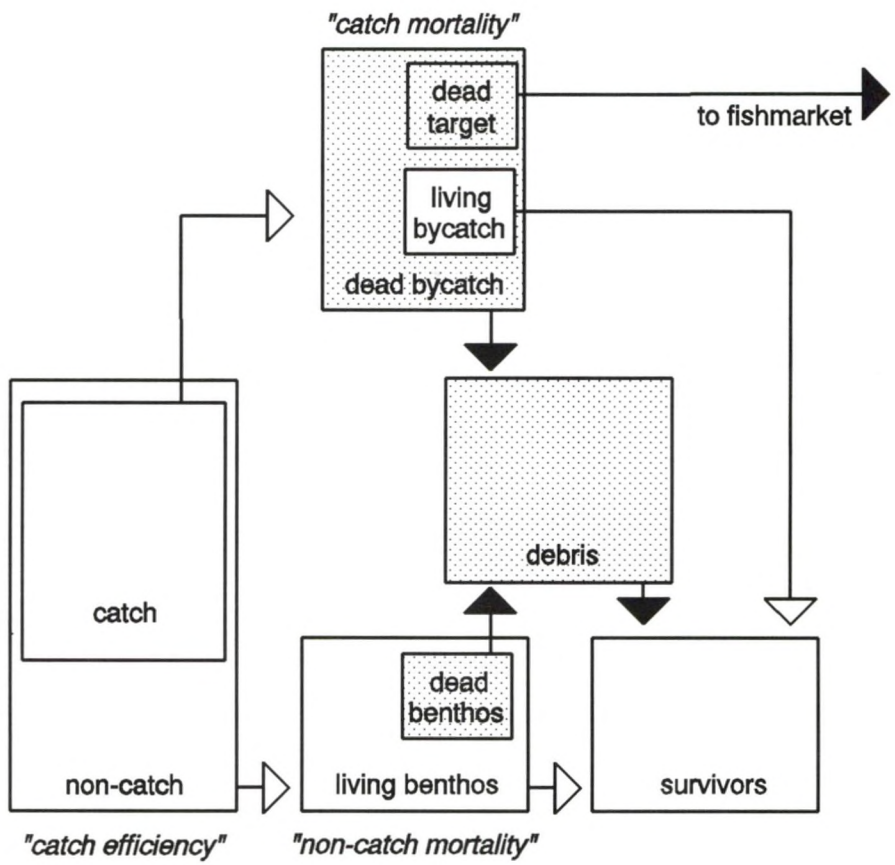 "catch mortality"
dead
target
to fishmarket
living
bycatch
dead bycatch
debris
catch
dead
benthos
non-catch
living benthos
survivors
"catch efficiency"
"non-catch mortality"